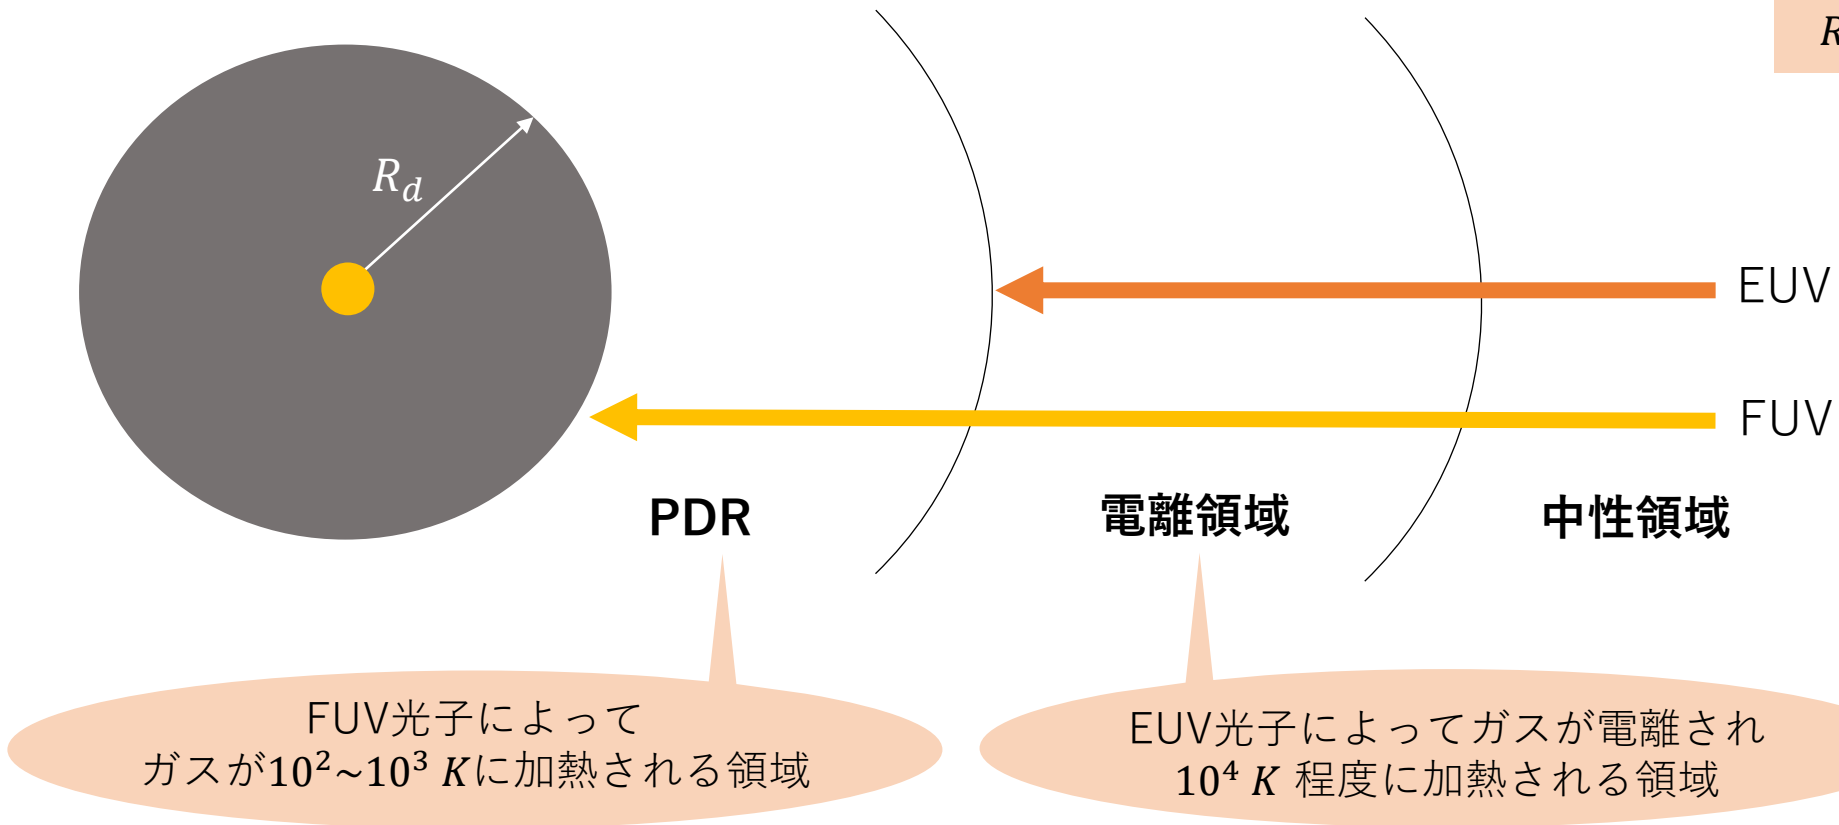 R
R_d
EUV
FUV
PDR
電離領域
中性領域
FUV光子によって
ガスが10²~10³ Kに加熱される領域
EUV光子によってガスが電離され
10⁴ K 程度に加熱される領域